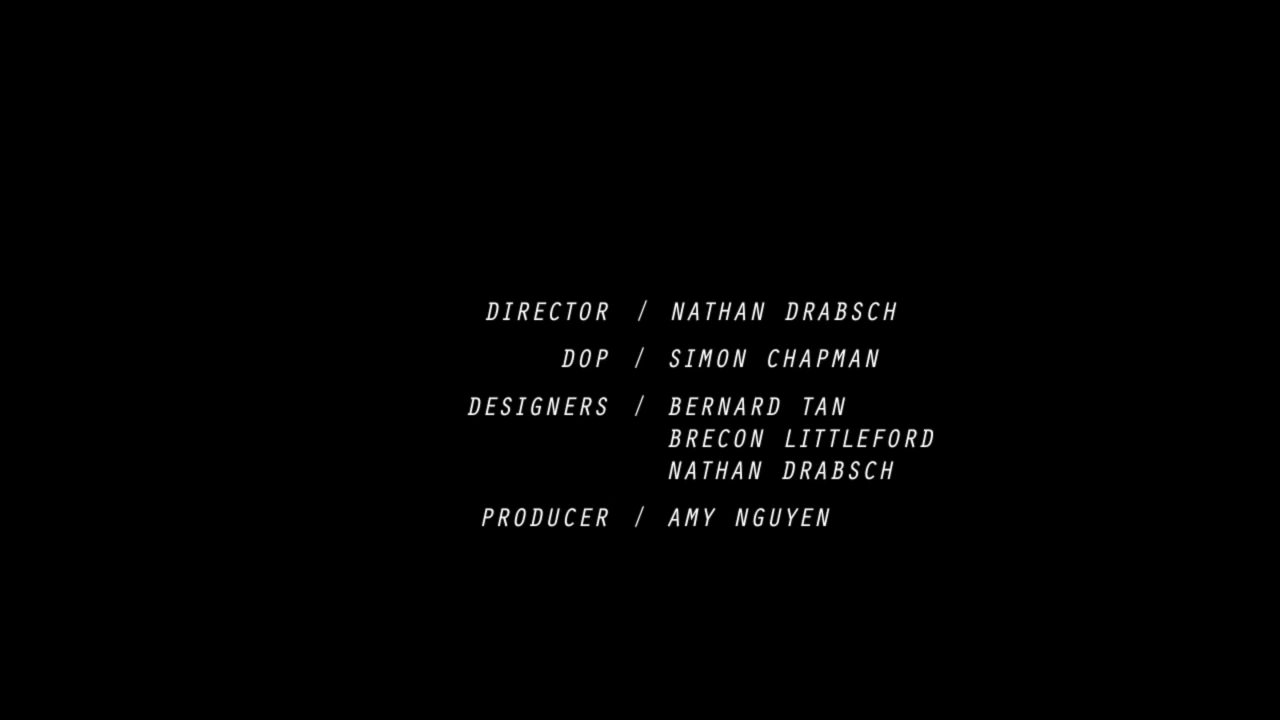 DIRECTOR / NATHAN DRABSCH
DOP / SIMON CHAPMAN
DESIGNERS / BERNARD TAN
BRECON LITTLEFORD
NATHAN DRABSCH
PRODUCER / AMY NGUYEN